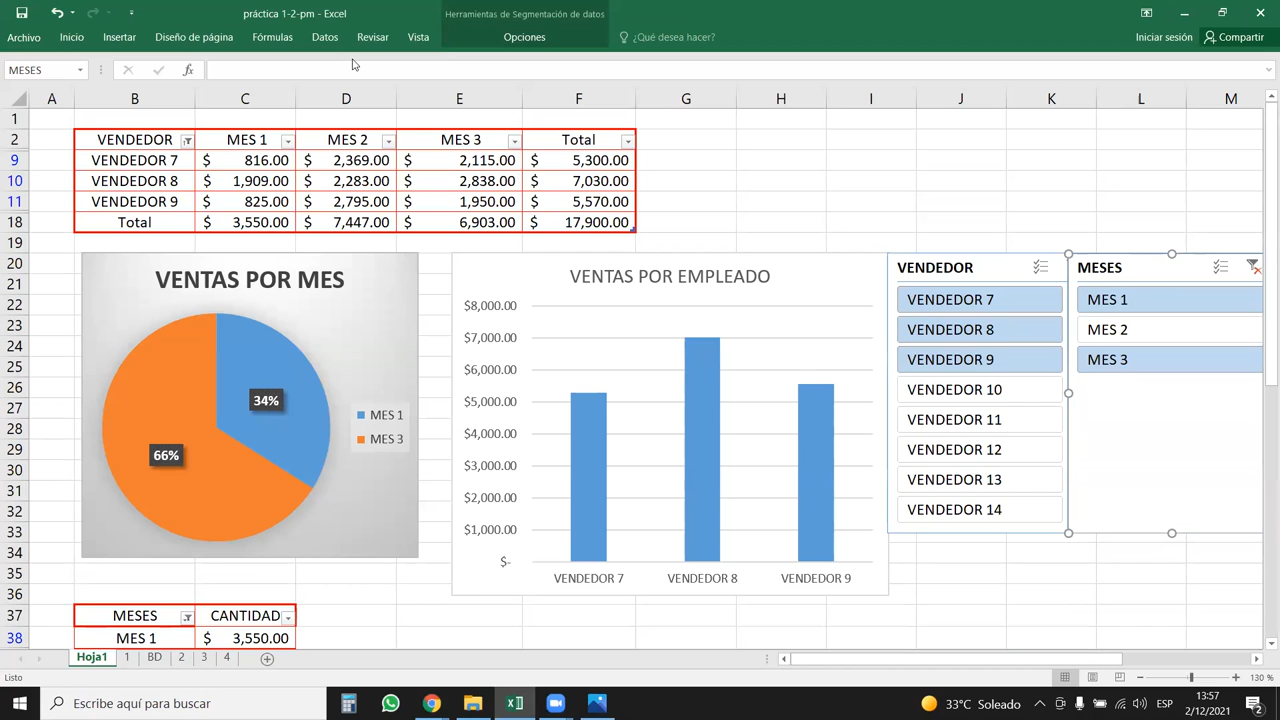 práctica 1-2-pm - Excel
Herramientas de Segmentación de datos
Archivo Inicio Insertar Diseño de página Fórmulas Datos Revisar Vista Opciones ¿Qué desea hacer? Iniciar sesión Compartir
MESES fx
A B C D E F G H I J K L M
1
2 VENDEDOR MES 1 MES 2 MES 3 Total
9 VENDEDOR 7 $ 816.00 $ 2,369.00 $ 2,115.00 $ 5,300.00
10 VENDEDOR 8 $ 1,909.00 $ 2,283.00 $ 2,838.00 $ 7,030.00
11 VENDEDOR 9 $ 825.00 $ 2,795.00 $ 1,950.00 $ 5,570.00
18 Total $ 3,550.00 $ 7,447.00 $ 6,903.00 $ 17,900.00
19
20
21
22
23
24
25
26
27
28
29
30
31
32
33
34
35
36
VENTAS POR MES
34%
66%
MES 1
MES 3
VENTAS POR EMPLEADO
$8,000.00
$7,000.00
$6,000.00
$5,000.00
$4,000.00
$3,000.00
$2,000.00
$1,000.00
$-
VENDEDOR 7 VENDEDOR 8 VENDEDOR 9
VENDEDOR
VENDEDOR 7
VENDEDOR 8
VENDEDOR 9
VENDEDOR 10
VENDEDOR 11
VENDEDOR 12
VENDEDOR 13
VENDEDOR 14
MESES
MES 1
MES 2
MES 3
37 MESES CANTIDAD
38 MES 1 $ 3,550.00
Hoja1 1 BD 2 3 4
Listo 130 %
Escribe aquí para buscar 33°C Soleado ESP 13:57
2/12/2021